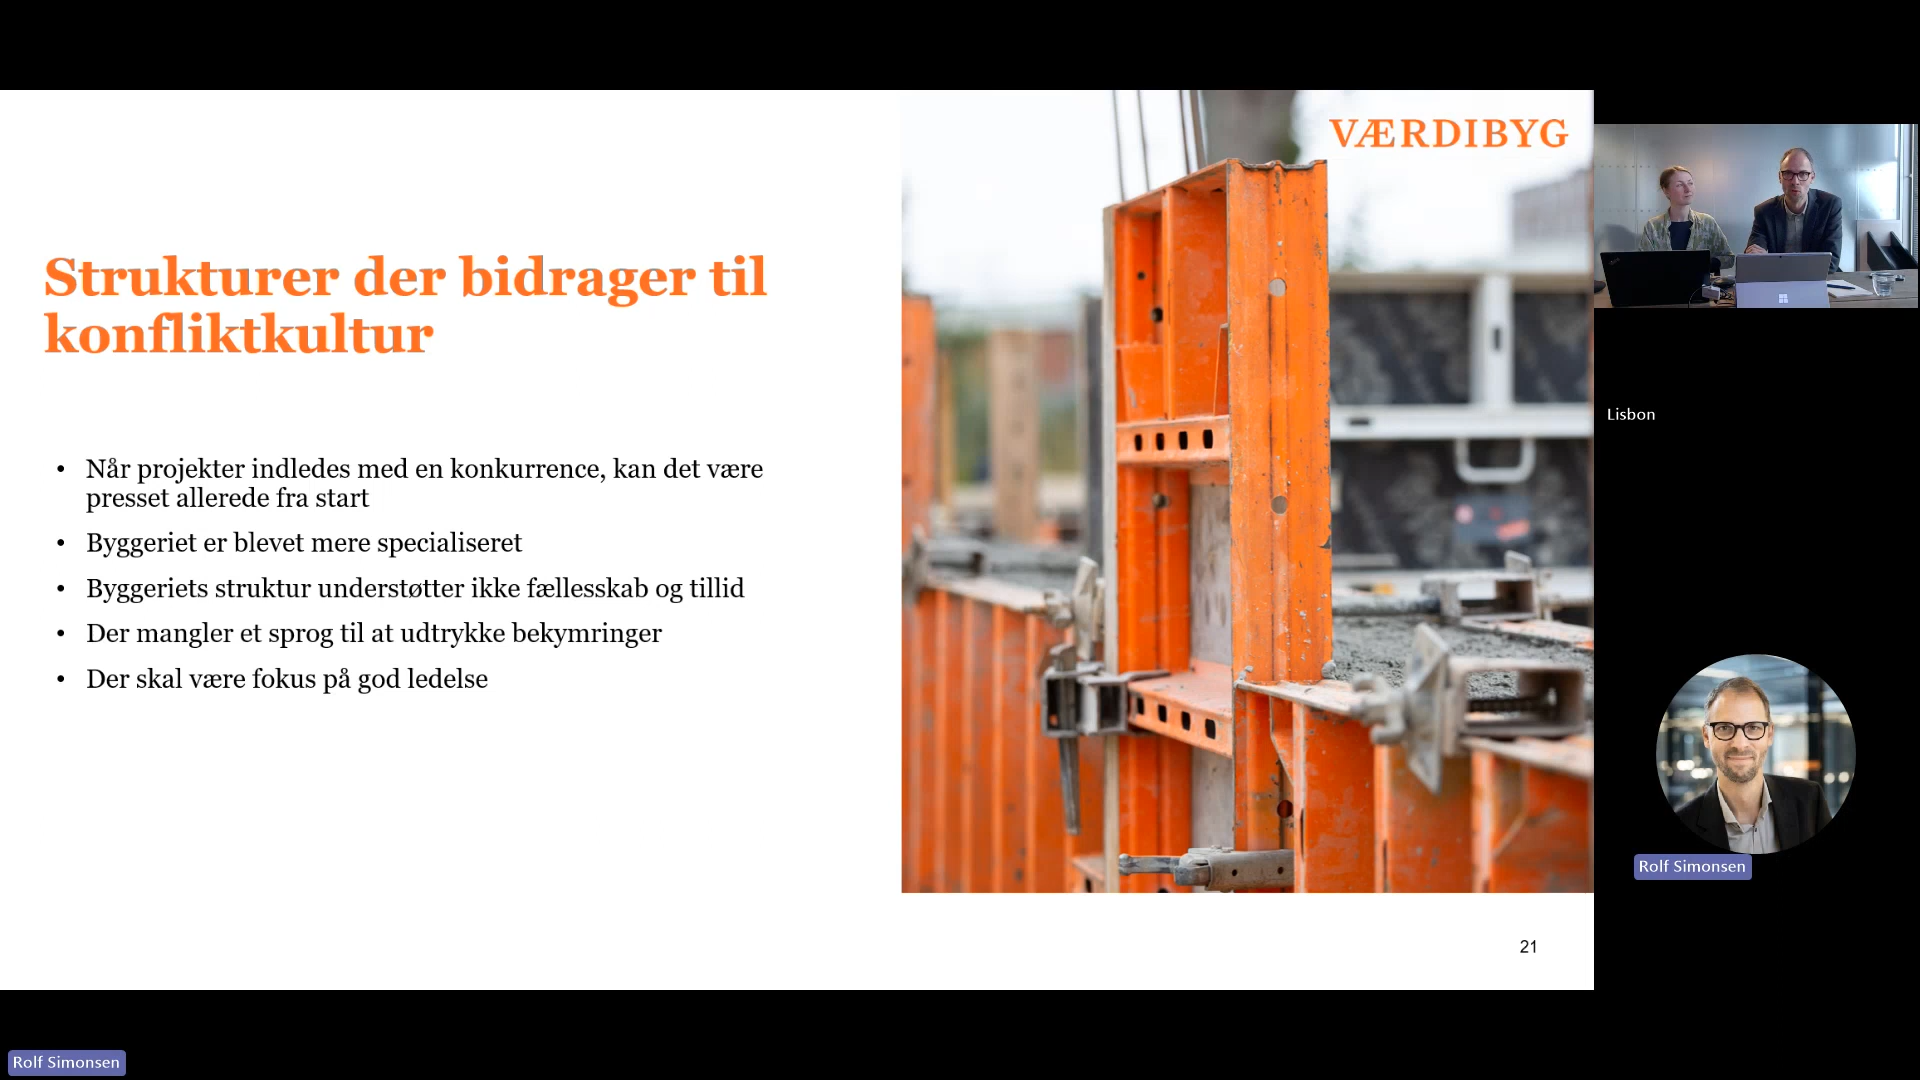 VÆRDIBYG
Strukturer der bidrager til
konfliktkultur
• Når projekter indledes med en konkurrence, kan det være
presset allerede fra start
• Byggeriet er blevet mere specialiseret
• Byggeriets struktur understøtter ikke fællesskab og tillid
• Der mangler et sprog til at udtrykke bekymringer
• Der skal være fokus på god ledelse
21
Lisbon
Rolf Simonsen
Rolf Simonsen